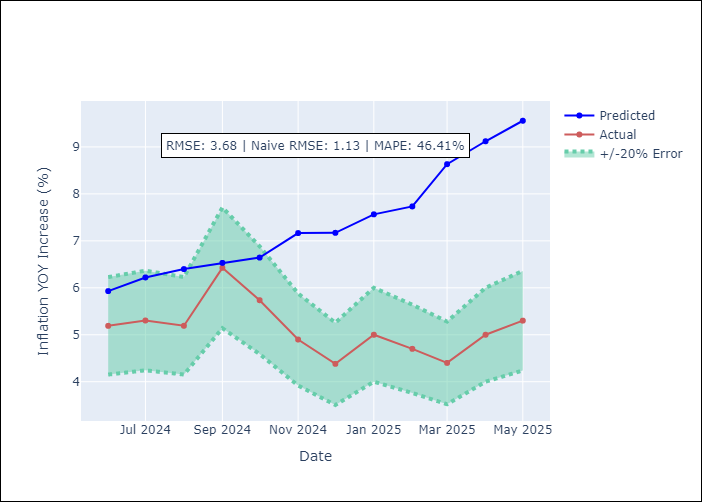 Predicted
Actual
+/-20% Error
RMSE: 3.68 | Naive RMSE: 1.13 | MAPE: 46.41%
9
8
7
6
5
4
Inflation YOY Increase (%)
Jul 2024 Sep 2024 Nov 2024 Jan 2025 Mar 2025 May 2025
Date